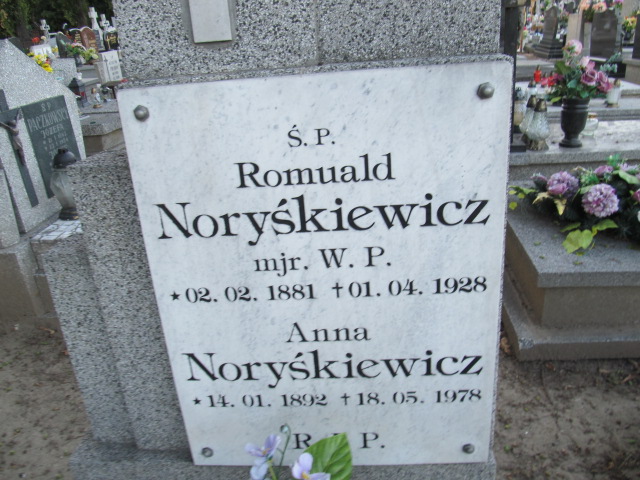 Ś. P.
Romuald
Noryśkiewicz
mjr. W. P.
★02. 02. 1881 †01. 04. 1928
Anna
Noryśkiewicz
★14. 01. 1892 †18. 05. 1978
R. I. P.